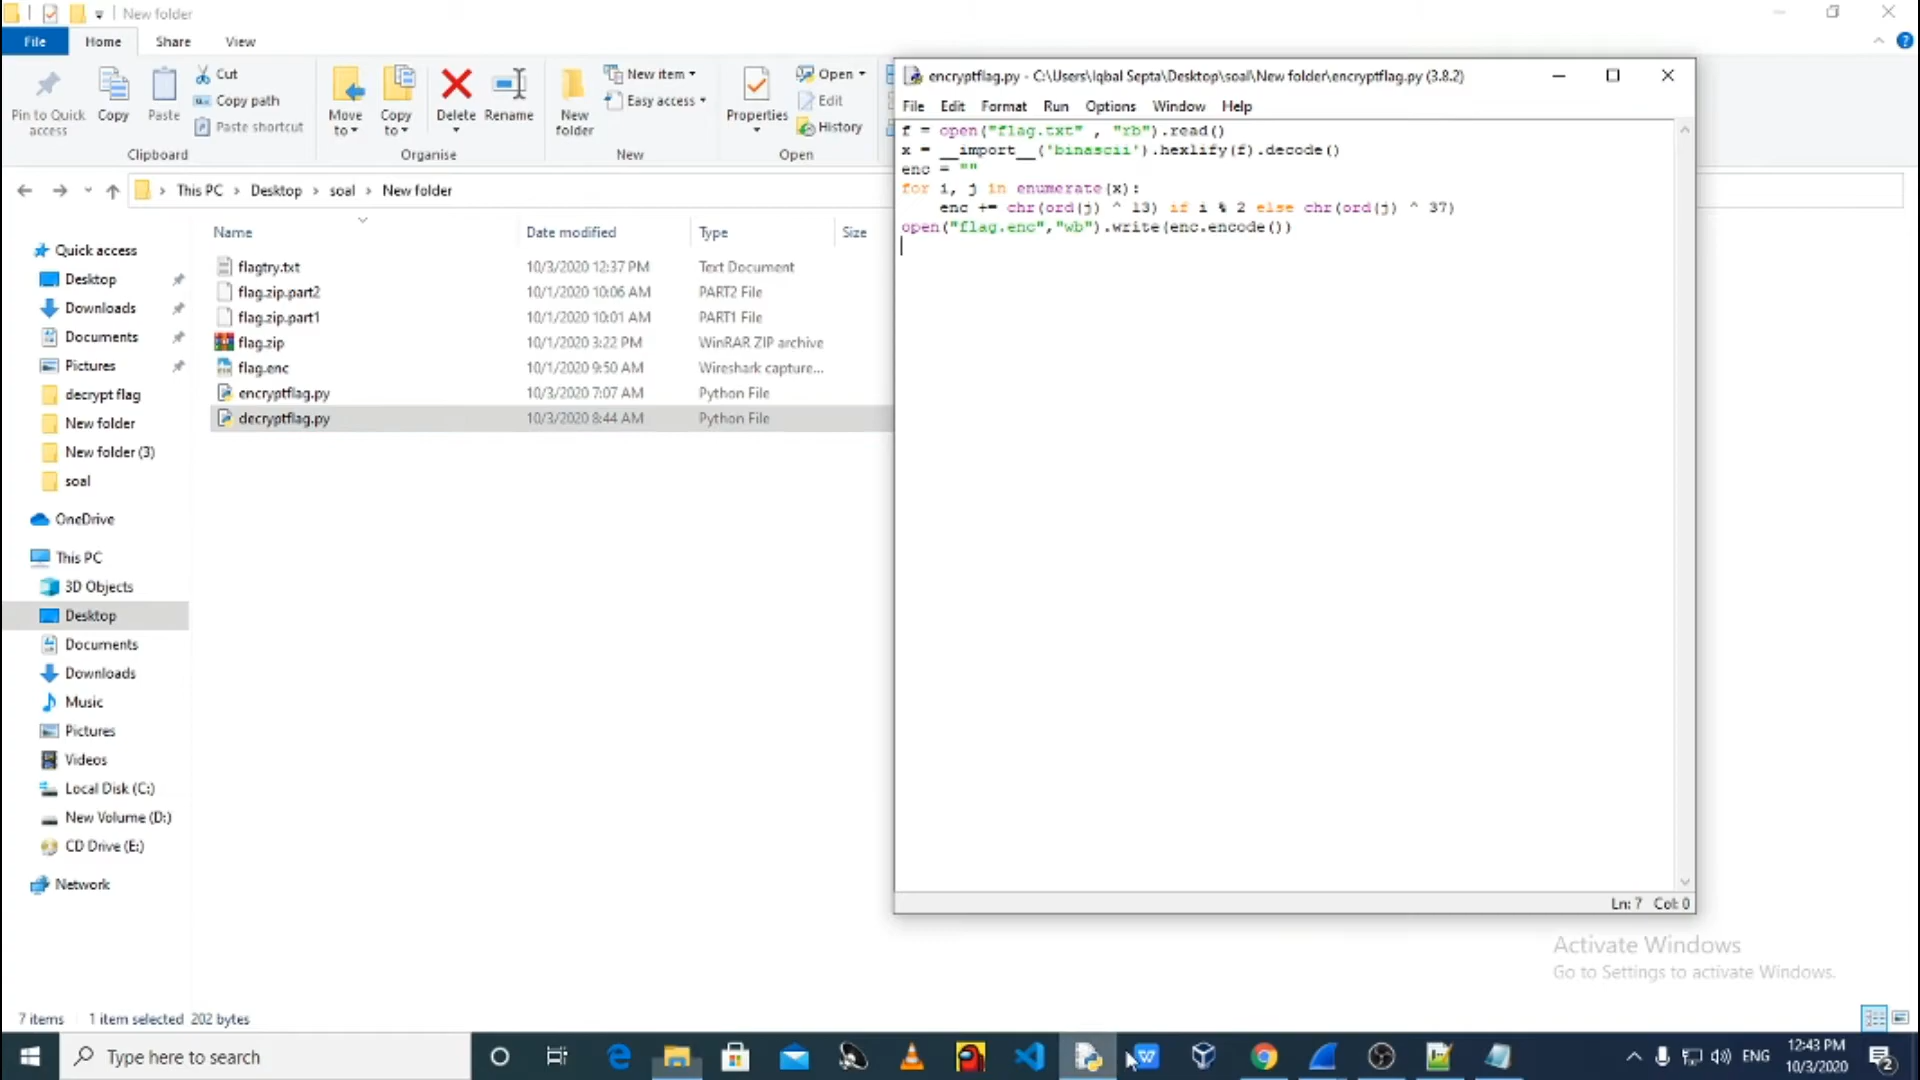 New folder
File Home Share View
Pin to Quick access
Copy
Paste
Cut
Copy path
Paste shortcut
Clipboard
Move to
Copy to
Delete
Rename
Organise
New folder
New item
Easy access
New
Properties
Open
Edit
History
Open
This PC > Desktop > soal > New folder
Quick access
Desktop
Downloads
Documents
Pictures
decrypt flag
New folder
New folder (3)
soal
OneDrive
This PC
3D Objects
Desktop
Documents
Downloads
Music
Pictures
Videos
Local Disk (C:)
New Volume (D:)
CD Drive (E:)
Network
Name Date modified Type Size
flagtry.txt 10/3/2020 12:37 PM Text Document
flag.zip.part2 10/1/2020 10:06 AM PART2 File
flag.zip.part1 10/1/2020 10:01 AM PART1 File
flag.zip 10/1/2020 3:22 PM WinRAR ZIP archive
flag.enc 10/1/2020 9:50 AM Wireshark capture...
encryptflag.py 10/3/2020 7:07 AM Python File
decryptflag.py 10/3/2020 8:44 AM Python File
encryptflag.py - C:\Users\Iqbal Septa\Desktop\soal\New folder\encryptflag.py (3.8.2)
File Edit Format Run Options Window Help
f = open("flag.txt" , "rb").read()
x = __import__('binascii').hexlify(f).decode()
enc = ""
for i, j in enumerate(x):
    enc += chr(ord(j) ^ 13) if i % 2 else chr(ord(j) ^ 37)
open("flag.enc","wb").write(enc.encode())
Ln: 7 Col: 0
Activate Windows
Go to Settings to activate Windows.
7 items 1 item selected 202 bytes
Type here to search
ENG
12:43 PM
10/3/2020
2